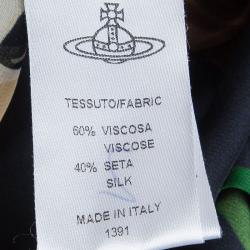 TESSUTO/FABRIC
60% VISCOSA
VISCOSE
40% SETA
SILK
MADE IN ITALY
1391